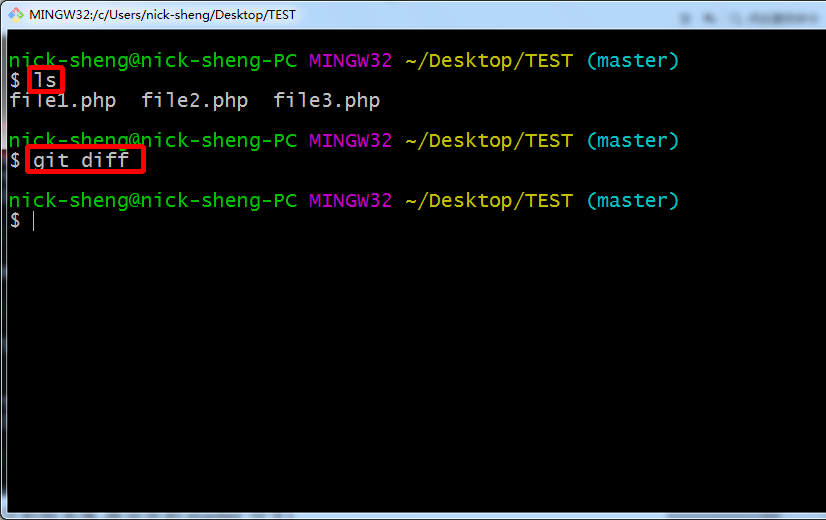 MINGW32:/c/Users/nick-sheng/Desktop/TEST
nick-sheng@nick-sheng-PC MINGW32 ~/Desktop/TEST (master)
$ ls
file1.php  file2.php  file3.php
nick-sheng@nick-sheng-PC MINGW32 ~/Desktop/TEST (master)
$ git diff
nick-sheng@nick-sheng-PC MINGW32 ~/Desktop/TEST (master)
$